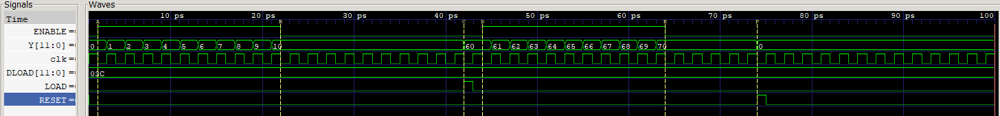 Signals
Waves
Time
10 ps 20 ps 30 ps 40 ps 50 ps 60 ps 70 ps 80 ps 90 ps 100
A B C D E F
ENABLE =
Y[11:0] = 0 1 2 3 4 5 6 7 8 9 10 60 61 62 63 64 65 66 67 68 69 70 0
clk =
DLOAD[11:0] = 03C
LOAD =
RESET =